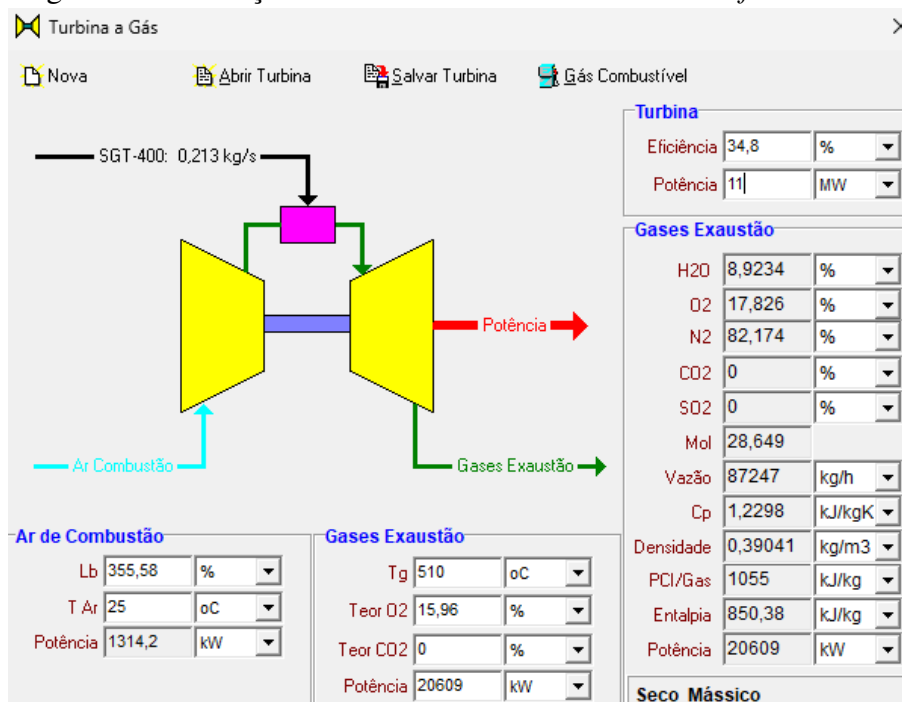 Turbina a Gás
Nova Abrir Turbina Salvar Turbina Gás Combustível
SGT-400: 0,213 kg/s
Potência
Ar Combustão
Gases Exaustão
Turbina
Eficiência 34,8 %
Potência 11 MW
Gases Exaustão
H2O 8,9234 %
O2 17,826 %
N2 82,174 %
CO2 0 %
SO2 0 %
Mol 28,649
Vazão 87247 kg/h
Cp 1,2298 kJ/kgK
Densidade 0,39041 kg/m3
PCI/Gas 1055 kJ/kg
Entalpia 850,38 kJ/kg
Potência 20609 kW
Seco Mássico
Ar de Combustão
Lb 355,58 %
T Ar 25 oC
Potência 1314,2 kW
Gases Exaustão
Tg 510 oC
Teor O2 15,96 %
Teor CO2 0 %
Potência 20609 kW